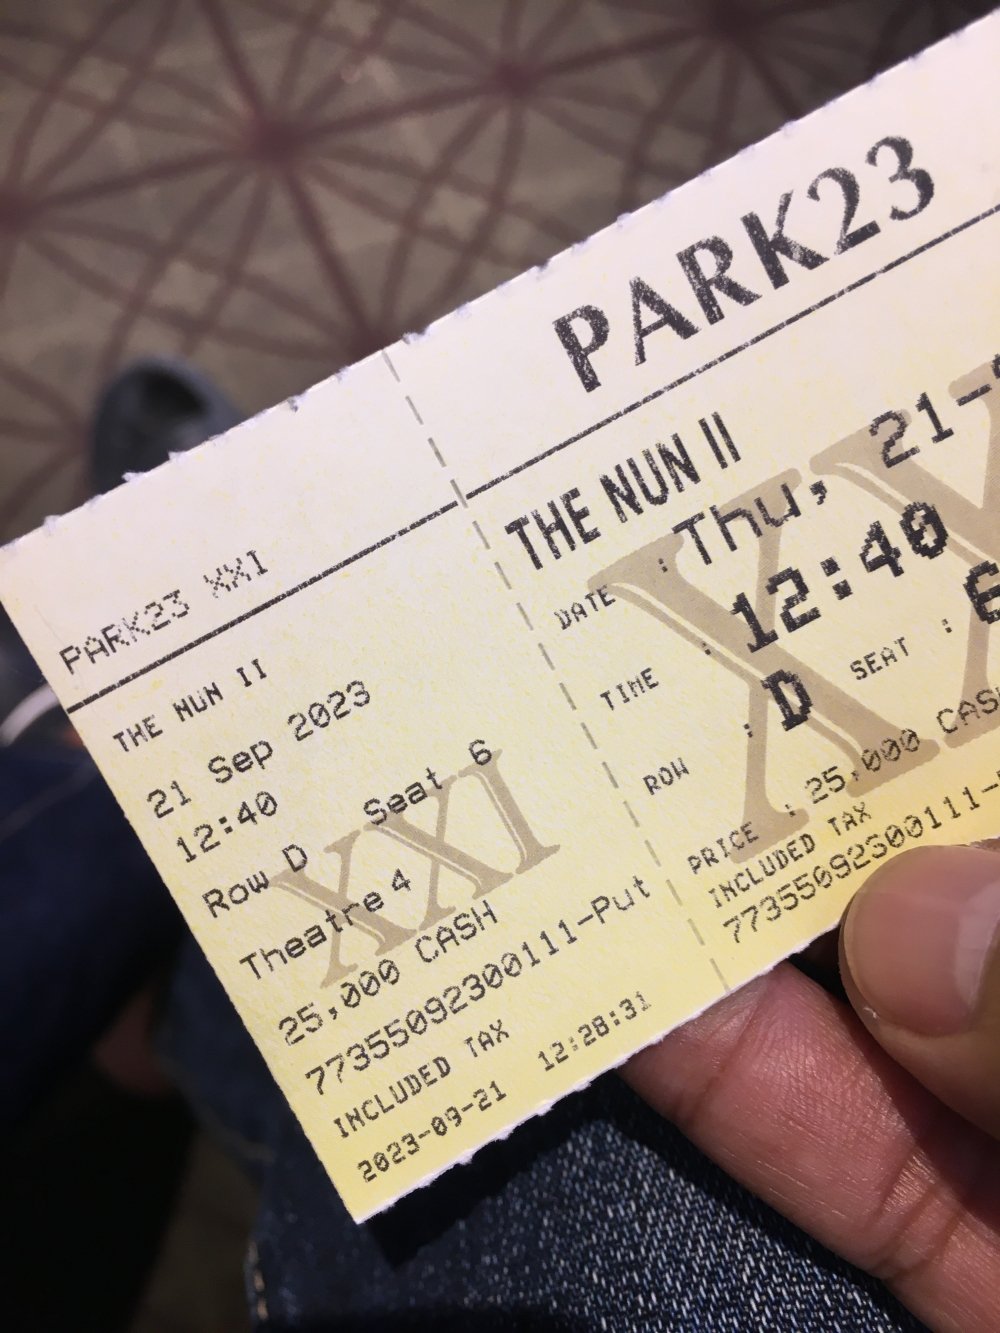 PARK23 XXI
THE NUN II
21 Sep 2023
12:40
Row D Seat 6
Theatre 4
25,000 CASH
77355092300111-Put
INCLUDED TAX
2023-09-21 12:28:31
XXI
PARK23
THE NUN II
DATE : Thu, 21-
TIME : 12:40
ROW : D SEAT : 6
PRICE : 25,000 CASH
INCLUDED TAX
77355092300111-